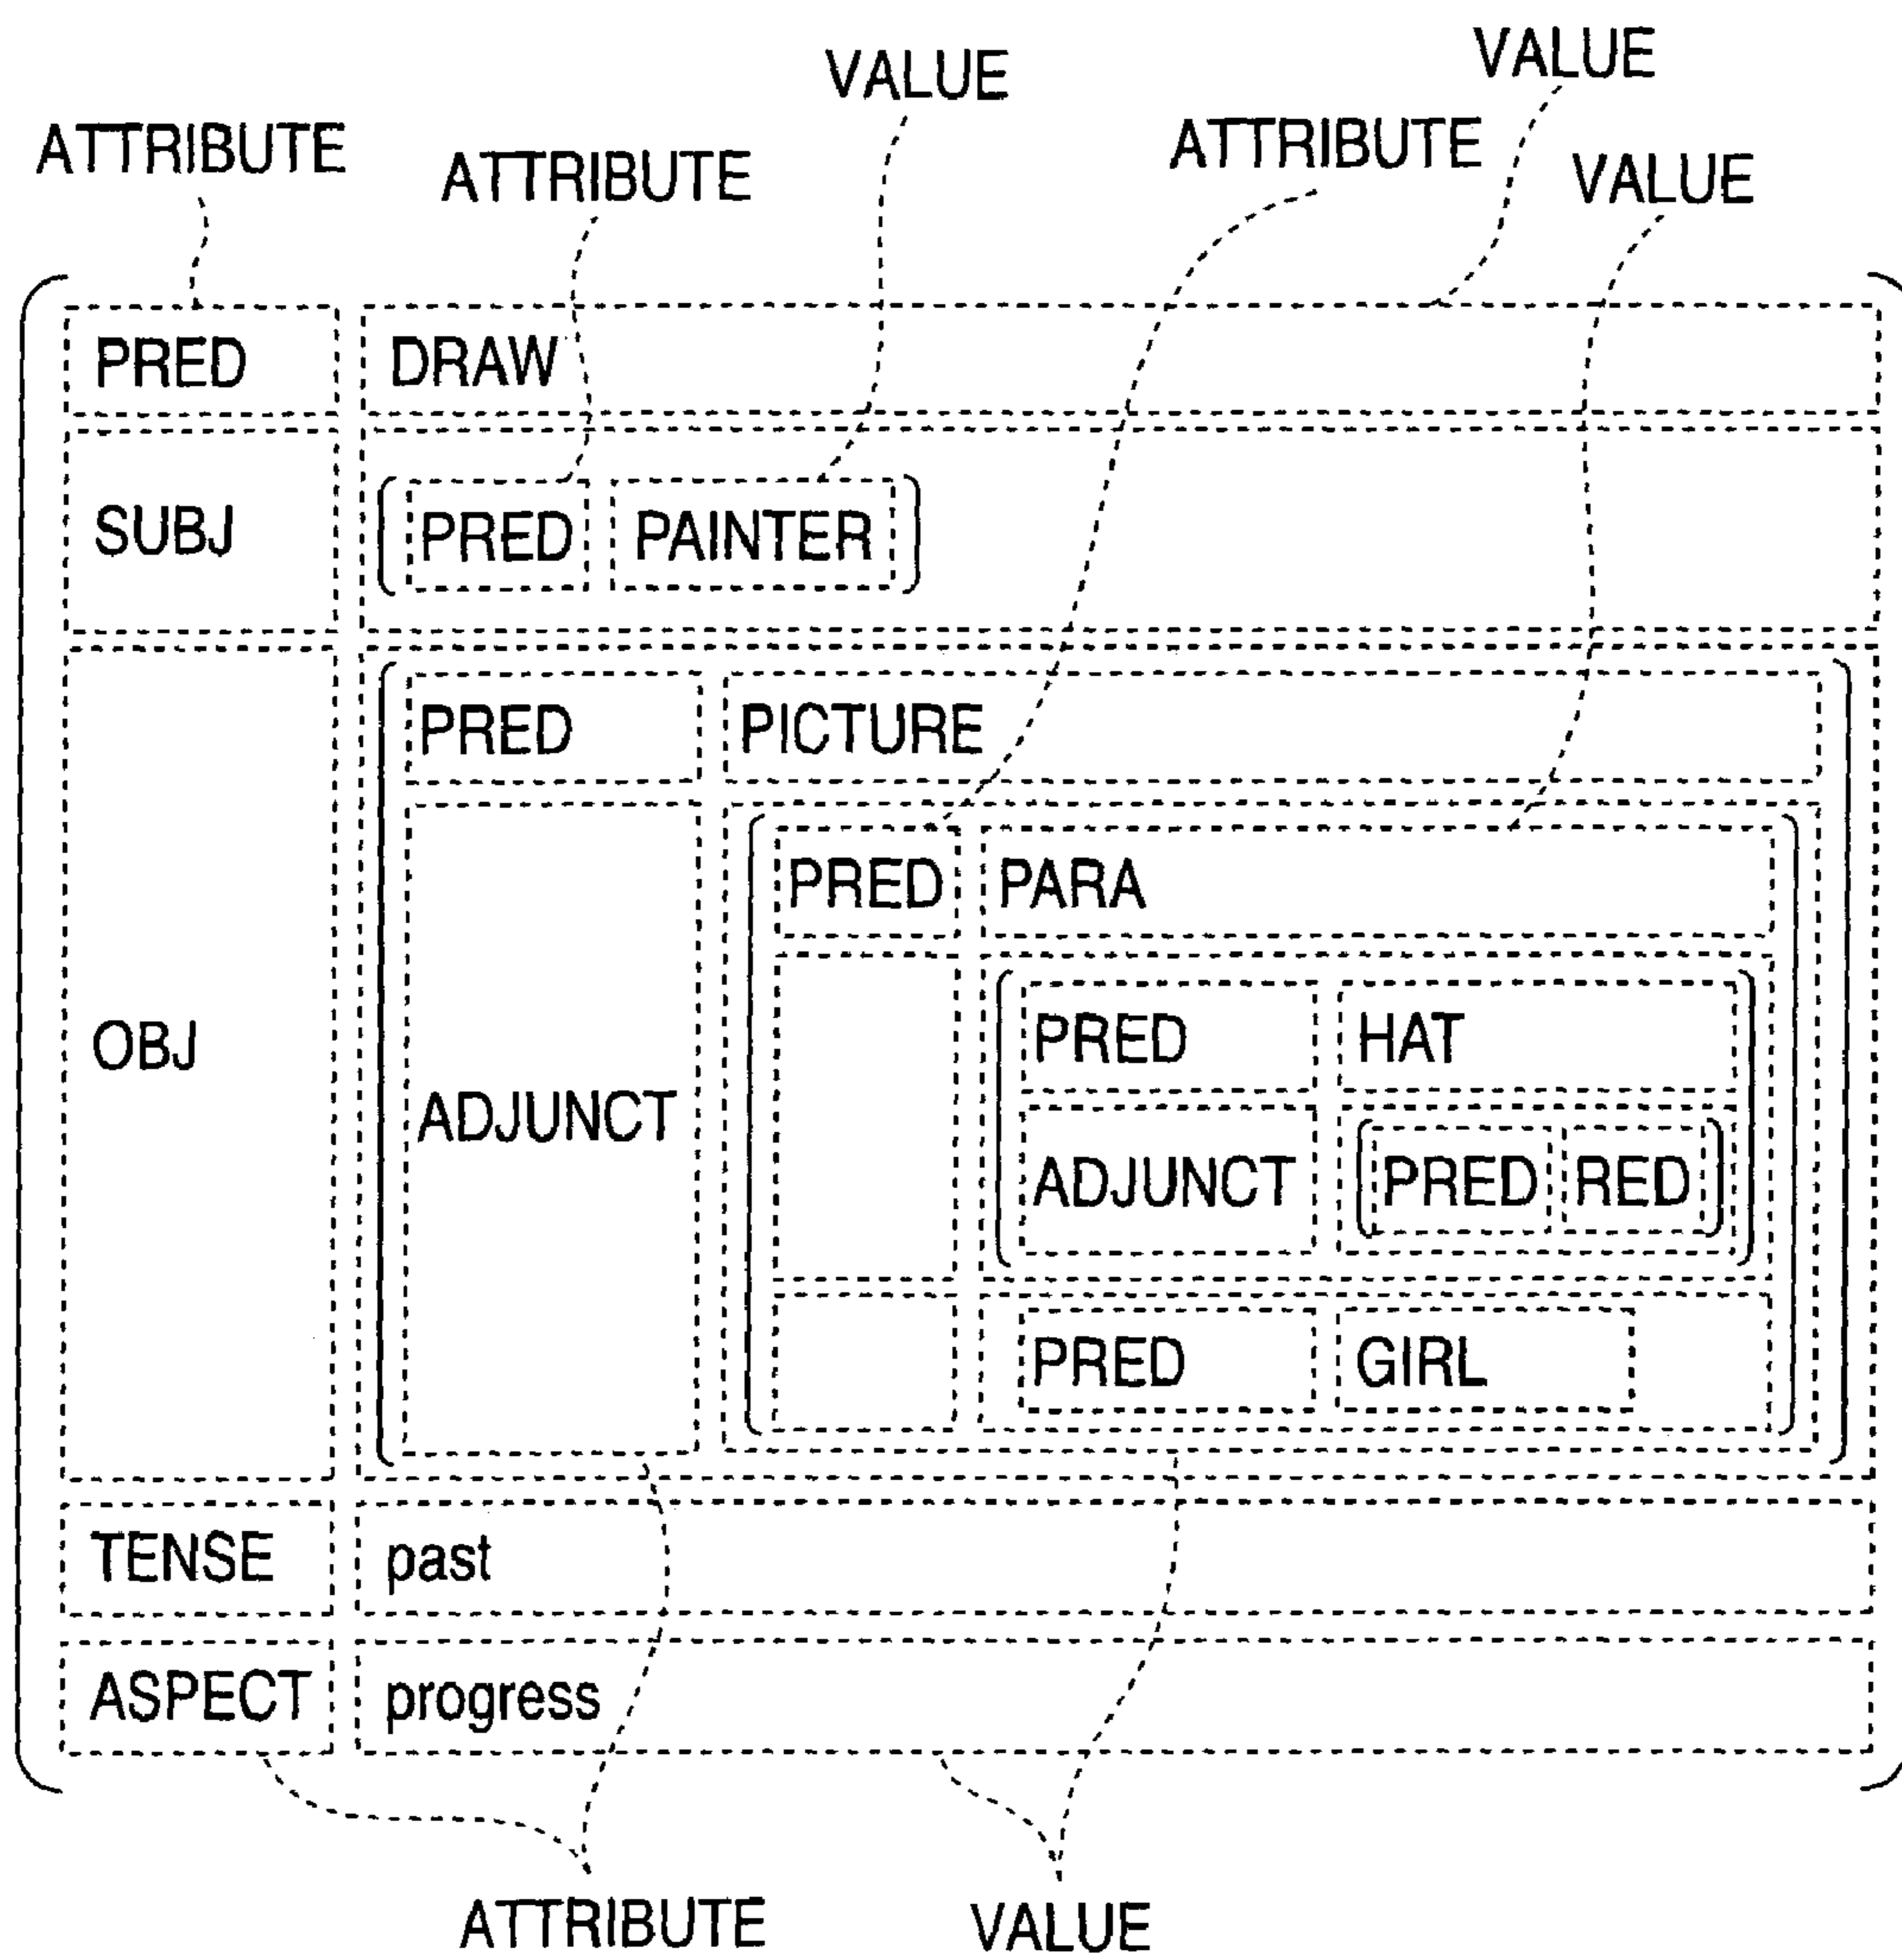 VALUE
VALUE
ATTRIBUTE
ATTRIBUTE
ATTRIBUTE
VALUE
PRED DRAW
SUBJ PRED PAINTER
PRED PICTURE
PRED PARA
OBJ
PRED HAT
ADJUNCT
ADJUNCT PRED RED
PRED GIRL
TENSE past
ASPECT progress
ATTRIBUTE VALUE